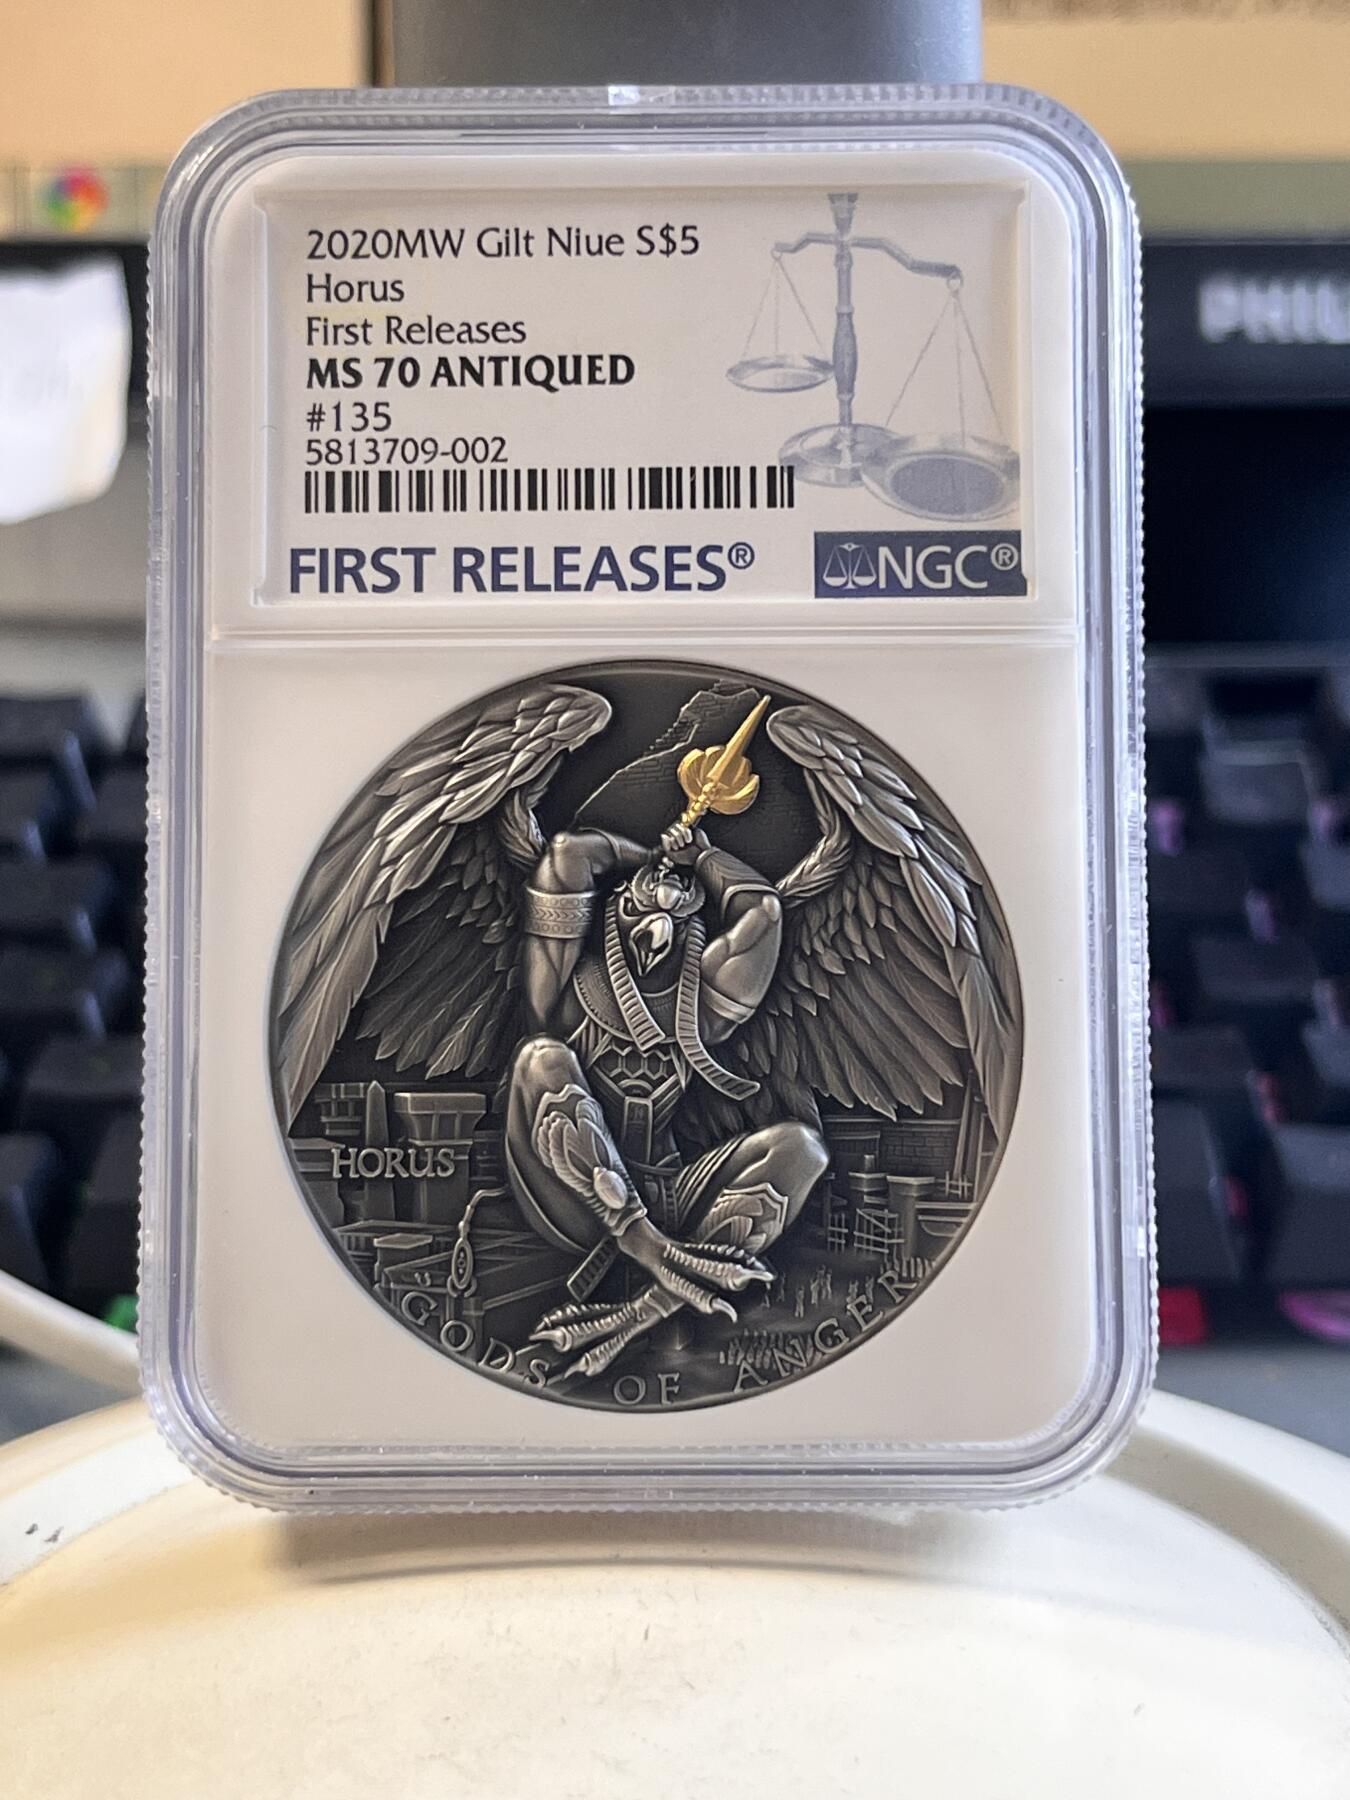 2020MW Gilt Niue S$5
Horus
First Releases
MS 70 ANTIQUED
#135
5813709-002
FIRST RELEASES®
NGC®
HORUS
GODS OF ANGER